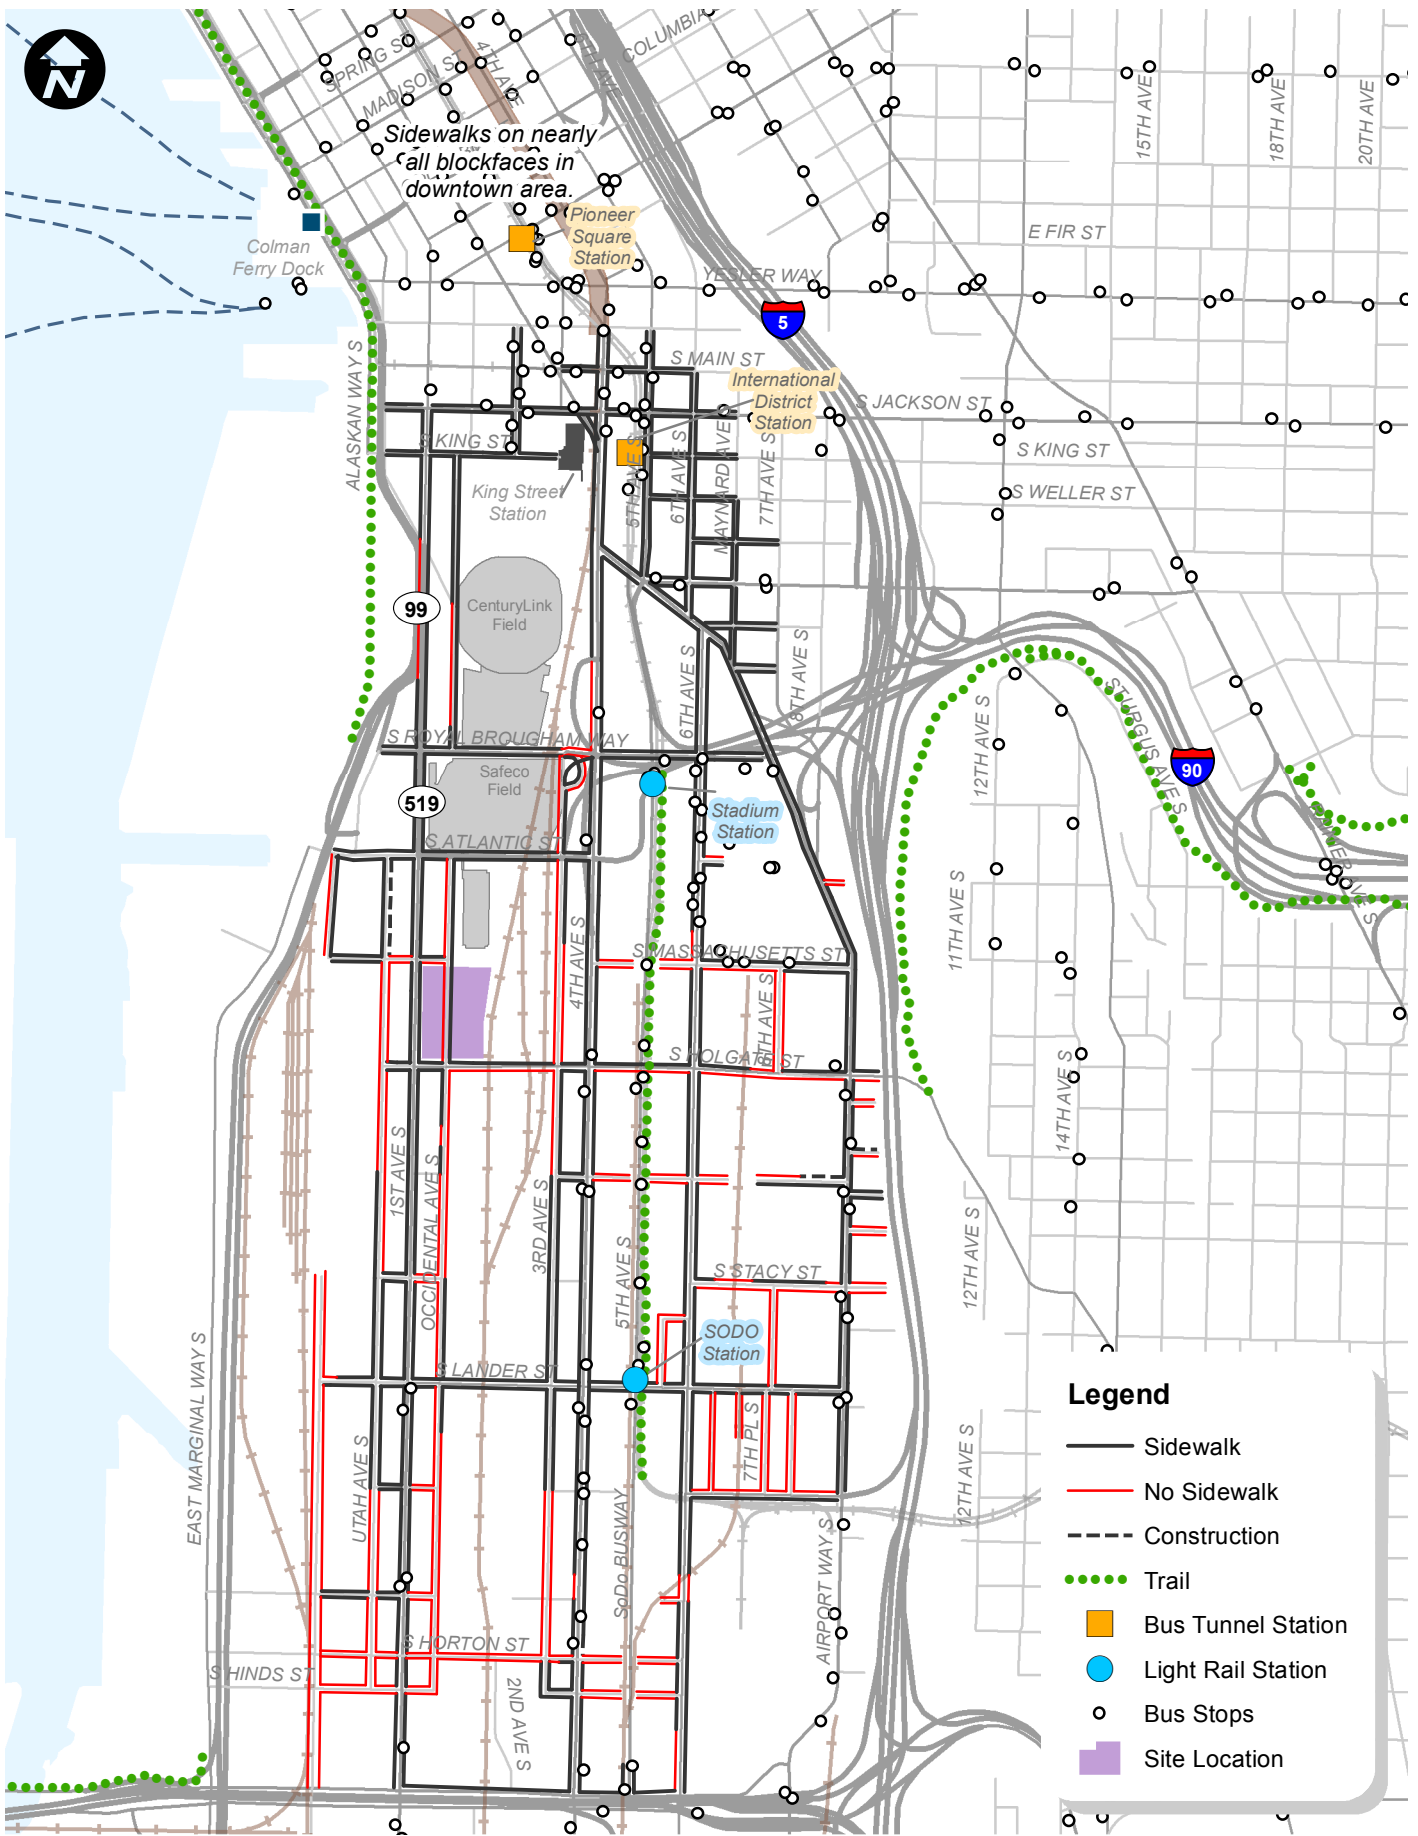 N
SPRING ST
MADISON ST
4TH AVE
COLUMBIA
15TH AVE
18TH AVE
20TH AVE
Sidewalks on nearly
all blockfaces in
downtown area.
Pioneer
Square
Station
Colman
Ferry Dock
YESLER WAY
E FIR ST
5
S MAIN ST
International
District
Station
ALASKAN WAY S
S JACKSON ST
S KING ST
S KING ST
S WELLER ST
5TH AVE S
6TH AVE S
MAYNARD AVE S
7TH AVE S
King Street
Station
99
CenturyLink
Field
6TH AVE S
8TH AVE S
12TH AVE S
STURGUS AVE S
S ROYAL BROUGHAM WAY
90
Safeco
Field
519
Stadium
Station
S ATLANTIC ST
RAINIER AVE S
11TH AVE S
4TH AVE S
S MASSACHUSETTS ST
8TH AVE S
S HOLGATE ST
14TH AVE S
1ST AVE S
OCCIDENTAL AVE S
3RD AVE S
5TH AVE S
12TH AVE S
S STACY ST
SODO
Station
EAST MARGINAL WAY S
S LANDER ST
UTAH AVE S
7TH PL S
12TH AVE S
SoDo BUSWAY
AIRPORT WAY S
S HORTON ST
S HINDS ST
2ND AVE S
Legend
Sidewalk
No Sidewalk
Construction
Trail
Bus Tunnel Station
Light Rail Station
Bus Stops
Site Location